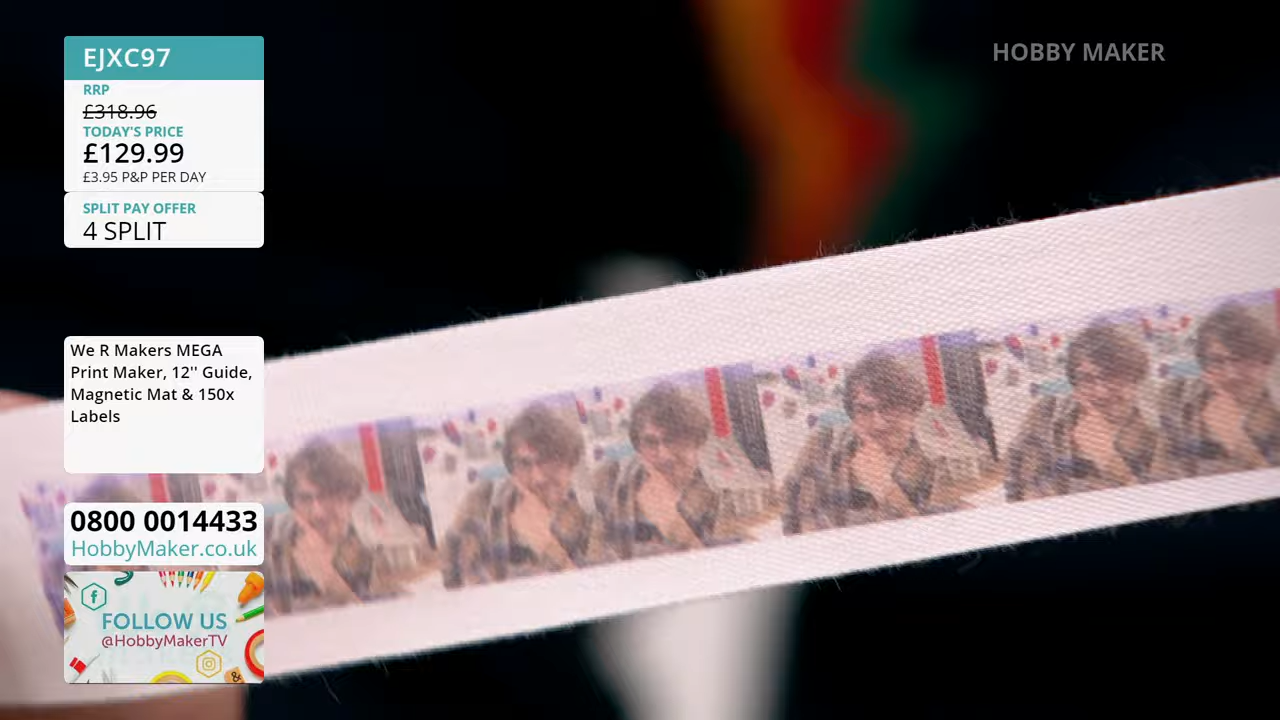 EJXC97
RRP
£318.96
TODAY'S PRICE
£129.99
£3.95 P&P PER DAY
SPLIT PAY OFFER
4 SPLIT
HOBBY MAKER
We R Makers MEGA
Print Maker, 12'' Guide,
Magnetic Mat & 150x
Labels
0800 0014433
HobbyMaker.co.uk
FOLLOW US
@HobbyMakerTV